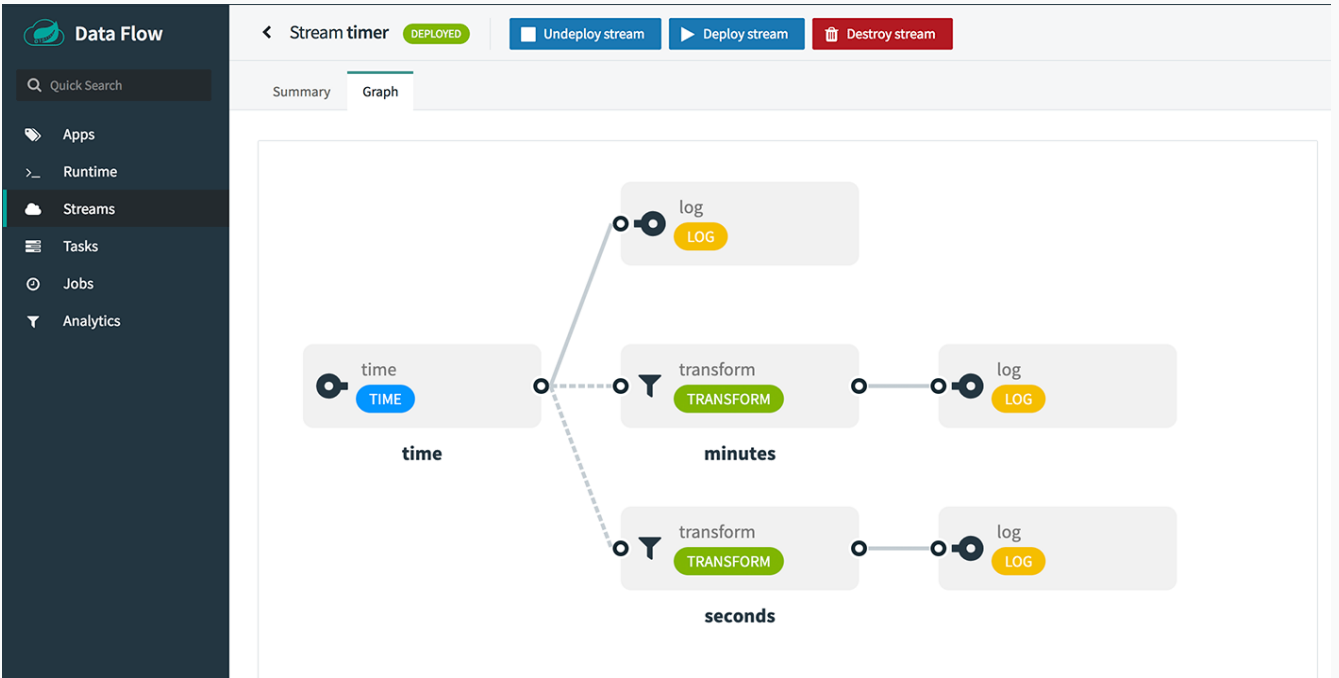 Data Flow
Quick Search
Apps
Runtime
Streams
Tasks
Jobs
Analytics
Stream timer DEPLOYED Undeploy stream Deploy stream Destroy stream
Summary Graph
log
LOG
time
TIME
time
transform
TRANSFORM
minutes
log
LOG
transform
TRANSFORM
seconds
log
LOG